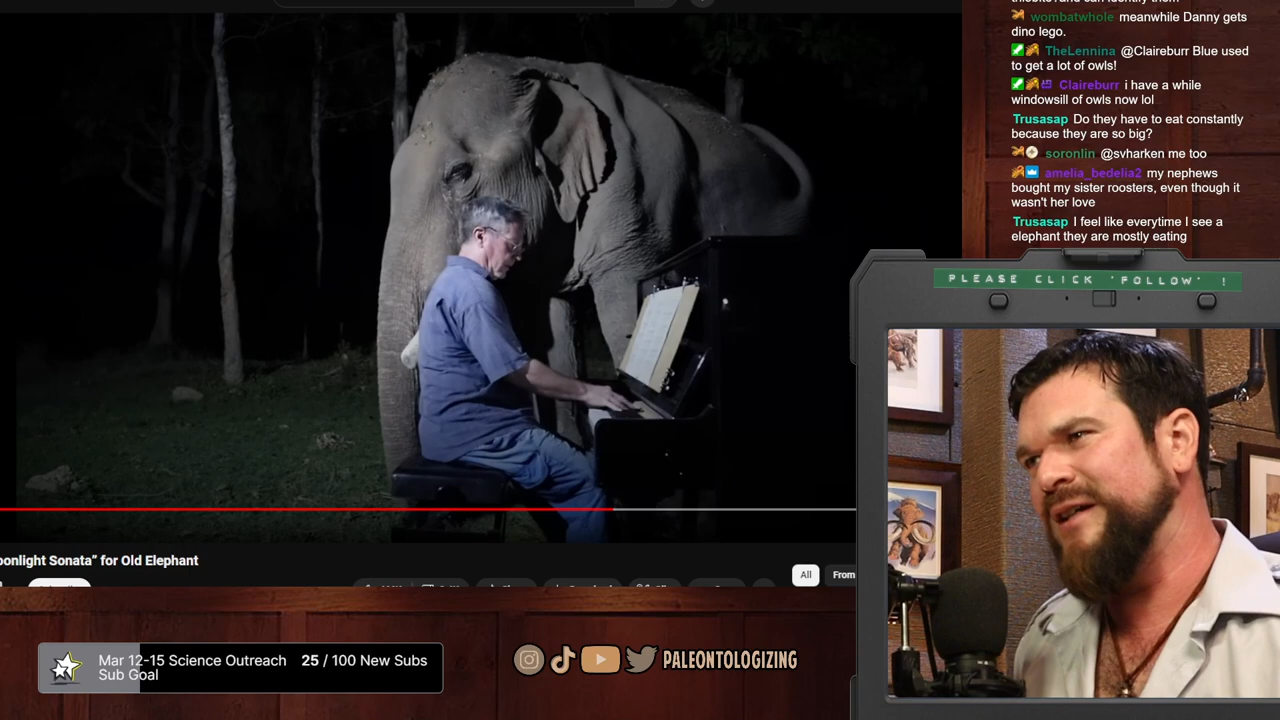 wombatwhole meanwhile Danny gets
dino lego.
TheLennina @Claireburr Blue used
to get a lot of owls!
Claireburr i have a while
windowsill of owls now lol
Trusasap Do they have to eat constantly
because they are so big?
soronlin @svharken me too
amelia_bedelia2 my nephews
bought my sister roosters, even though it
wasn't her love
Trusasap I feel like everytime I see a
elephant they are mostly eating
PLEASE CLICK 'FOLLOW' !
oonlight Sonata" for Old Elephant
All From
Mar 12-15 Science Outreach 25 / 100 New Subs
Sub Goal
PALEONTOLOGIZING